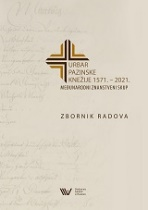 URBAR
PAZINSKE
KNEŽIJE 1571. – 2021.
MEĐUNARODNI ZNANSTVENI SKUP
ZBORNIK RADOVA